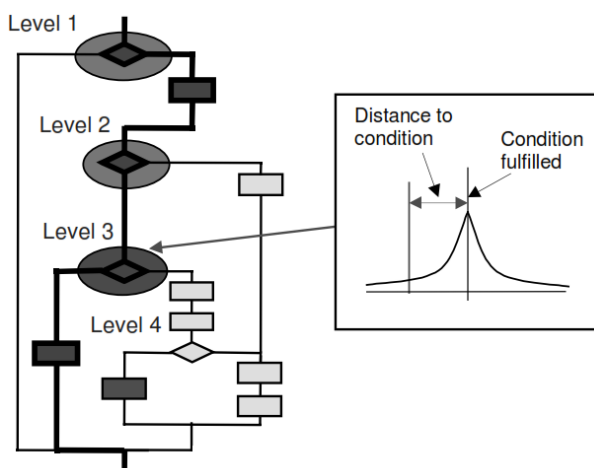 Level 1
Level 2
Level 3
Level 4
Distance to
condition
Condition
fulfilled